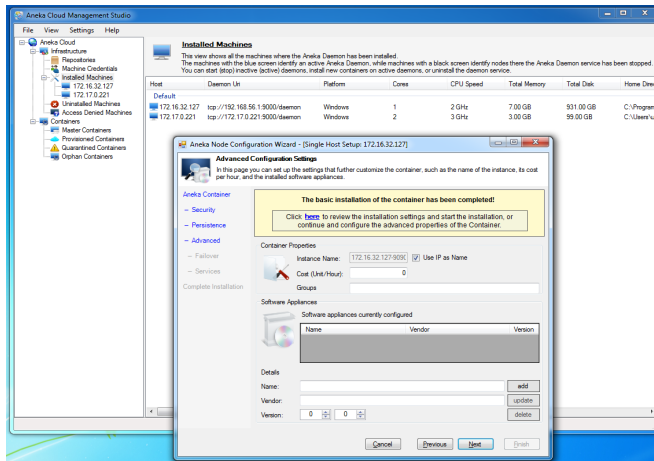 Aneka Cloud Management Studio
File View Settings Help
Aneka Cloud
Infrastructure
Repositories
Machine Credentials
Installed Machines
172.16.32.127
172.17.0.221
Uninstalled Machines
Access Denied Machines
Containers
Master Containers
Provisioned Containers
Quarantined Containers
Orphan Containers
Installed Machines
This view shows all the machines where the Aneka Daemon has been installed.
The machines with the blue screen identify an active Aneka Daemon, while machines with a black screen identify nodes there the Aneka Daemon service has been stopped.
You can start (stop) inactive (active) daemons, install new containers on active daemons, or uninstall the daemon service.
Host Daemon Uri Platform Cores CPU Speed Total Memory Total Disk Home Direc
Default
172.16.32.127 tcp://192.168.56.1:9000/daemon Windows 1 2 GHz 7.00 GB 931.00 GB C:\Program
172.17.0.221 tcp://172.17.0.221:9000/daemon Windows 2 3 GHz 3.00 GB 99.00 GB C:\Users\u
Aneka Node Configuration Wizard - [Single Host Setup: 172.16.32.127]
Advanced Configuration Settings
In this page you can set up the settings that further customize the container, such as the name of the instance, its cost
per hour, and the installed software appliances.
Aneka Container
– Security
– Persistence
– Advanced
– Failover
– Services
Complete Installation
The basic installation of the container has been completed!
Click here to review the installation settings and start the installation, or
continue and configure the advanced properties of the Container.
Container Properties
Instance Name: 172.16.32.127-9090 Use IP as Name
Cost (Unit/Hour): 0
Groups
Software Appliances
Software appliances currently configured
Name Vendor Version
Details
Name: add
Vendor: update
Version: 0 0 delete
Cancel Previous Next Finish